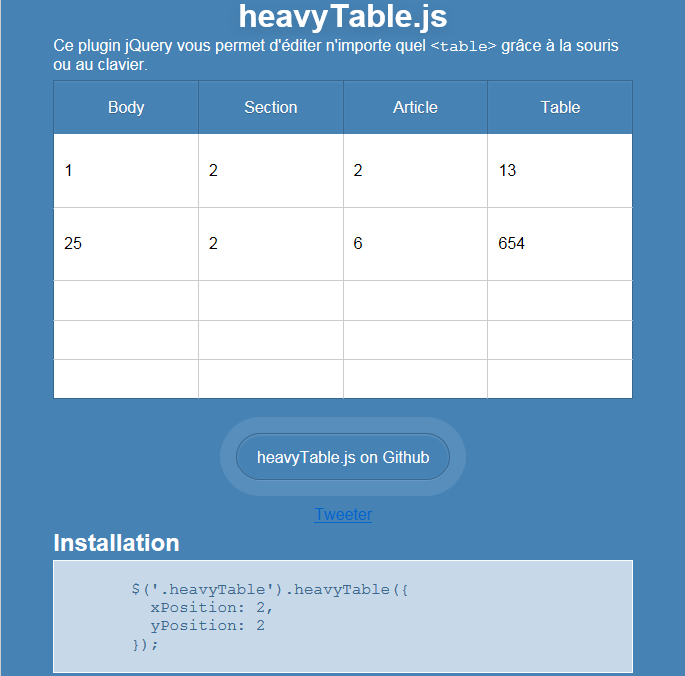 heavyTable.js
Ce plugin jQuery vous permet d'éditer n'importe quel <table> grâce à la souris
ou au clavier.
Body Section Article Table
1 2 2 13
25 2 6 654
heavyTable.js on Github
Tweeter
Installation
$('.heavyTable').heavyTable({
xPosition: 2,
yPosition: 2
});